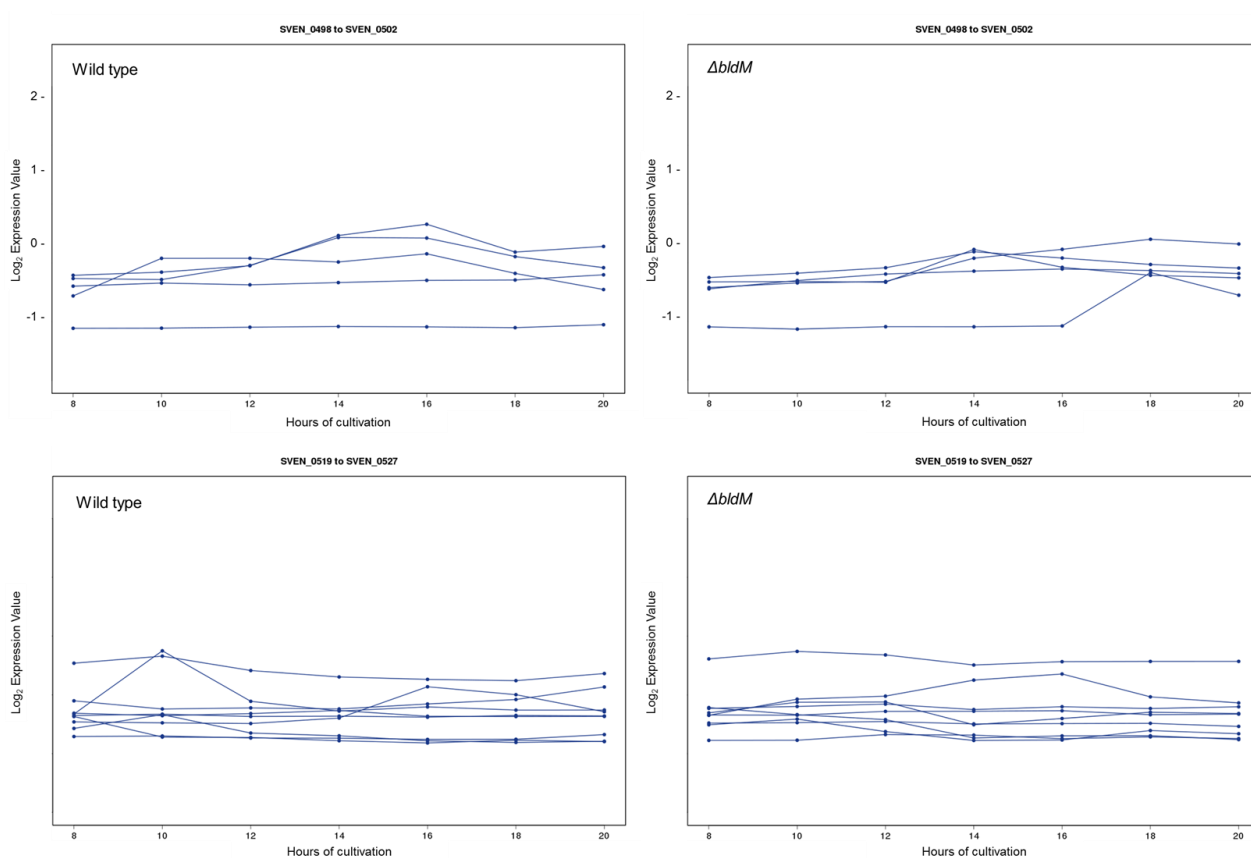 SVEN_0498 to SVEN_0502
Wild type
2 -
1 -
0 -
-1 -
Log2 Expression Value
8 10 12 14 16 18 20
Hours of cultivation
SVEN_0498 to SVEN_0502
ΔbldM
2 -
1 -
0 -
-1 -
Log2 Expression Value
8 10 12 14 16 18 20
Hours of cultivation
SVEN_0519 to SVEN_0527
Wild type
Log2 Expression Value
8 10 12 14 16 18 20
Hours of cultivation
SVEN_0519 to SVEN_0527
ΔbldM
Log2 Expression Value
8 10 12 14 16 18 20
Hours of cultivation